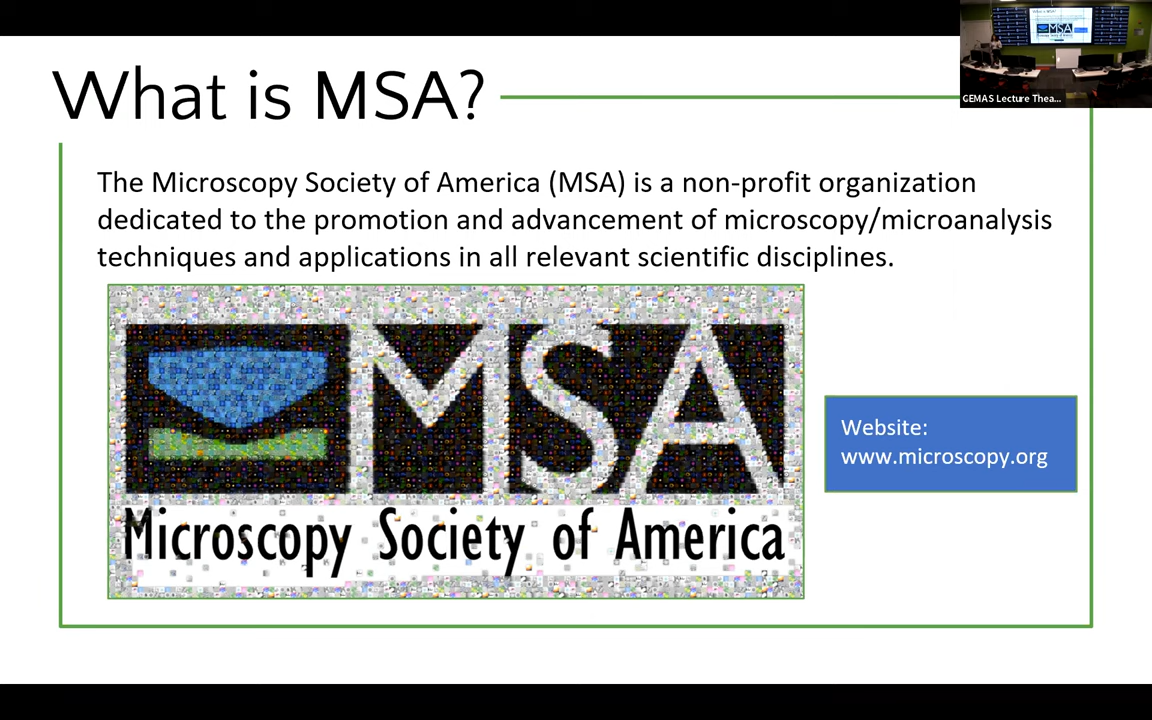 What is MSA?
GEMAS Lecture Thea...
The Microscopy Society of America (MSA) is a non-profit organization
dedicated to the promotion and advancement of microscopy/microanalysis
techniques and applications in all relevant scientific disciplines.
MSA
Microscopy Society of America
Website:
www.microscopy.org